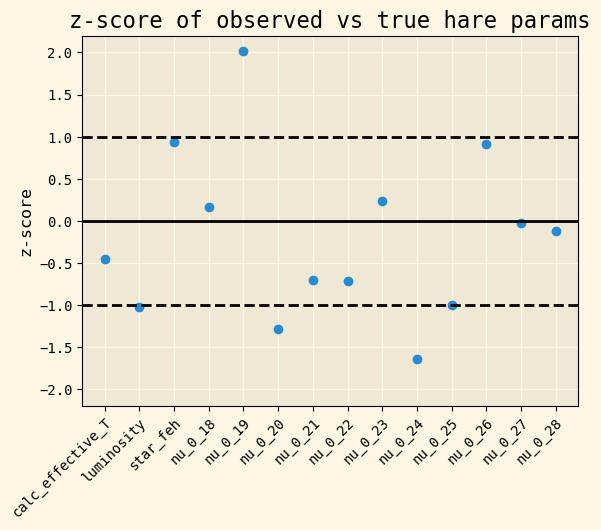 z-score of observed vs true hare params
z-score
2.0
1.5
1.0
0.5
0.0
−0.5
−1.0
−1.5
−2.0
calc_effective_T
luminosity
star_feh
nu_0_18
nu_0_19
nu_0_20
nu_0_21
nu_0_22
nu_0_23
nu_0_24
nu_0_25
nu_0_26
nu_0_27
nu_0_28